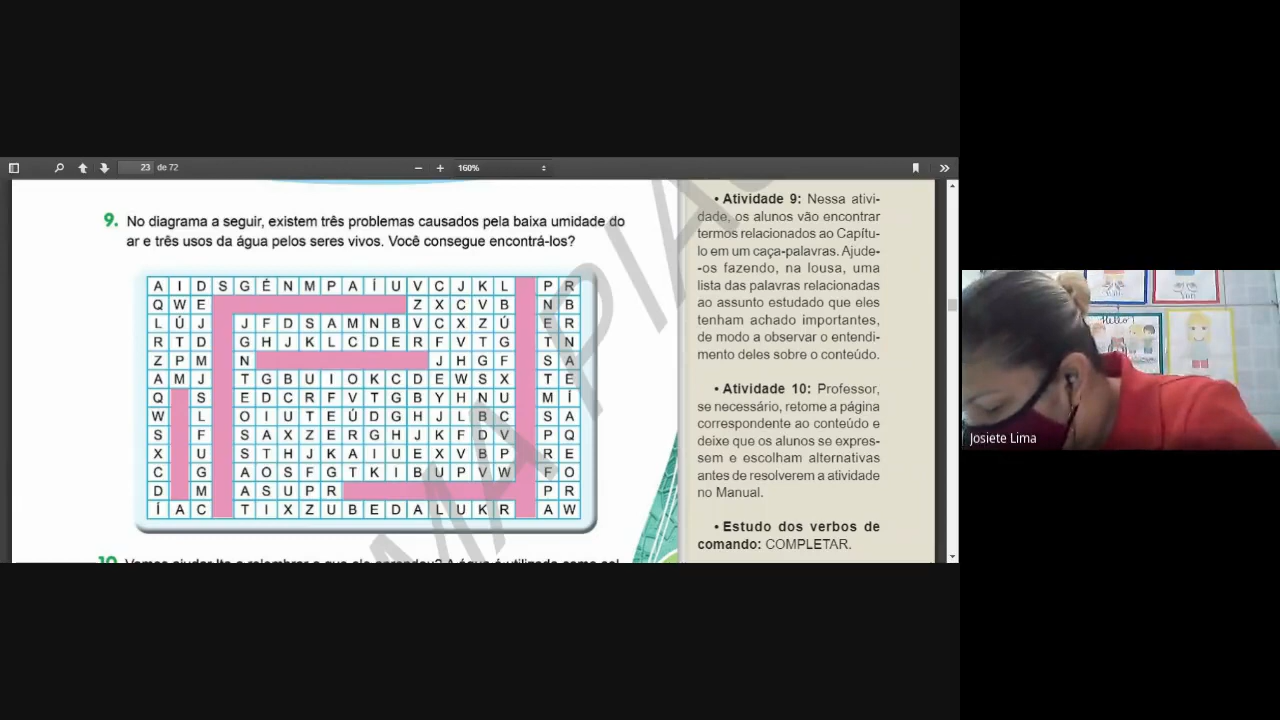 23 de 72
160%
9. No diagrama a seguir, existem três problemas causados pela baixa umidade do
ar e três usos da água pelos seres vivos. Você consegue encontrá-los?
A I D S G É N M P A Í U V C J K L P R
Q W E Z X C V B N B
L Ú J J F D S A M N B V C X Z Ú E R
R T D G H J K L C D E R F V T G T N
Z P M N J H G F S A
A M J T G B U I O K C D E W S X T E
Q S E D C R F V T G B Y H N U M Í
W L O I U T E Ú D G H J L B C S A
S F S A X Z E R G H J K F D V P Q
X U S T H J K A I U E X V B P R E
C G A O S F G T K I B U P V W F O
D M A S U P R P R
Í A C T I X Z U B E D A L U K R A W
• Atividade 9: Nessa ativi-
dade, os alunos vão encontrar
termos relacionados ao Capítu-
lo em um caça-palavras. Ajude-
-os fazendo, na lousa, uma
lista das palavras relacionadas
ao assunto estudado que eles
tenham achado importantes,
de modo a observar o entendi-
mento deles sobre o conteúdo.
• Atividade 10: Professor,
se necessário, retome a página
correspondente ao conteúdo e
deixe que os alunos se expres-
sem e escolham alternativas
antes de resolverem a atividade
no Manual.
• Estudo dos verbos de
comando: COMPLETAR.
MA PIA
Hello
Josiete Lima